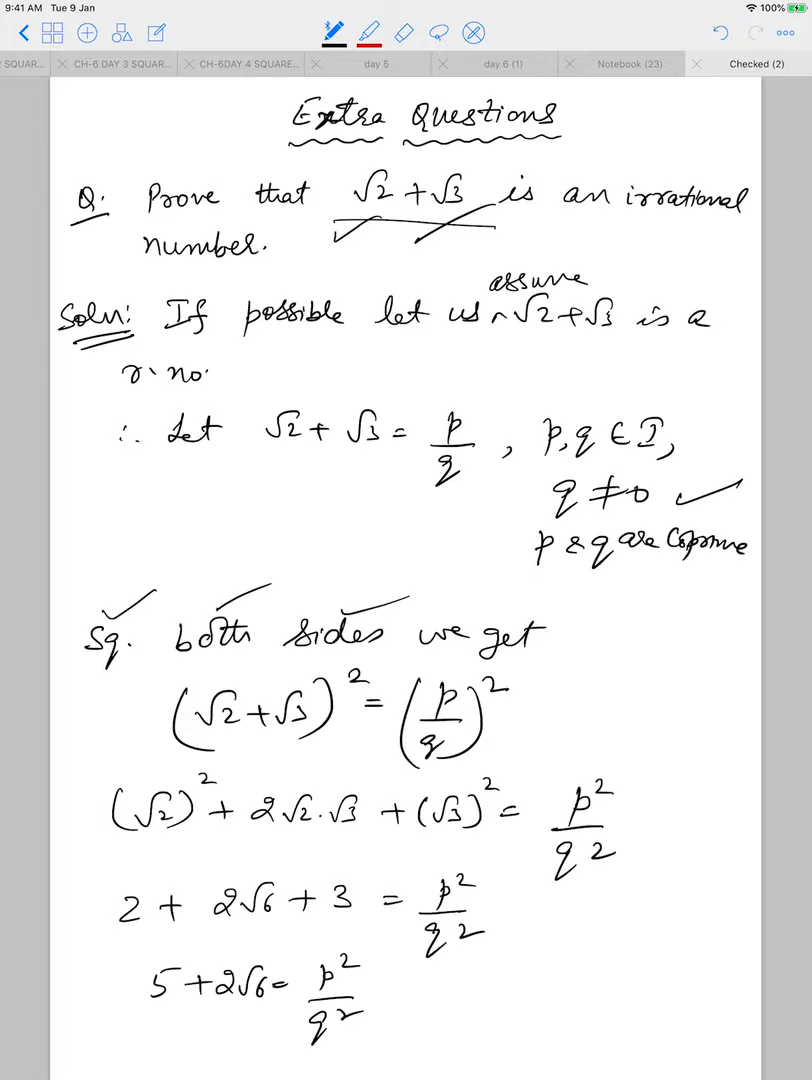 9:41 AM Tue 9 Jan
100%
SQUAR...
CH-6 DAY 3 SQUAR...
CH-6DAY 4 SQUARE...
day 5
day 6 (1)
Notebook (23)
Checked (2)
Extra Questions
Q. Prove that √2 + √3 is an irrational
number.
assume
Soln: If possible let us ^ √2 + √3 is a
r. no.
∴ Let √2 + √3 = p/q , p, q ∈ I,
q ≠ 0 ✓
p & q are Coprime
Sq. both sides we get
(√2 + √3)² = (p/q)²
(√2)² + 2√2·√3 + (√3)² = p²/q²
2 + 2√6 + 3 = p²/q²
5 + 2√6 = p²/q²